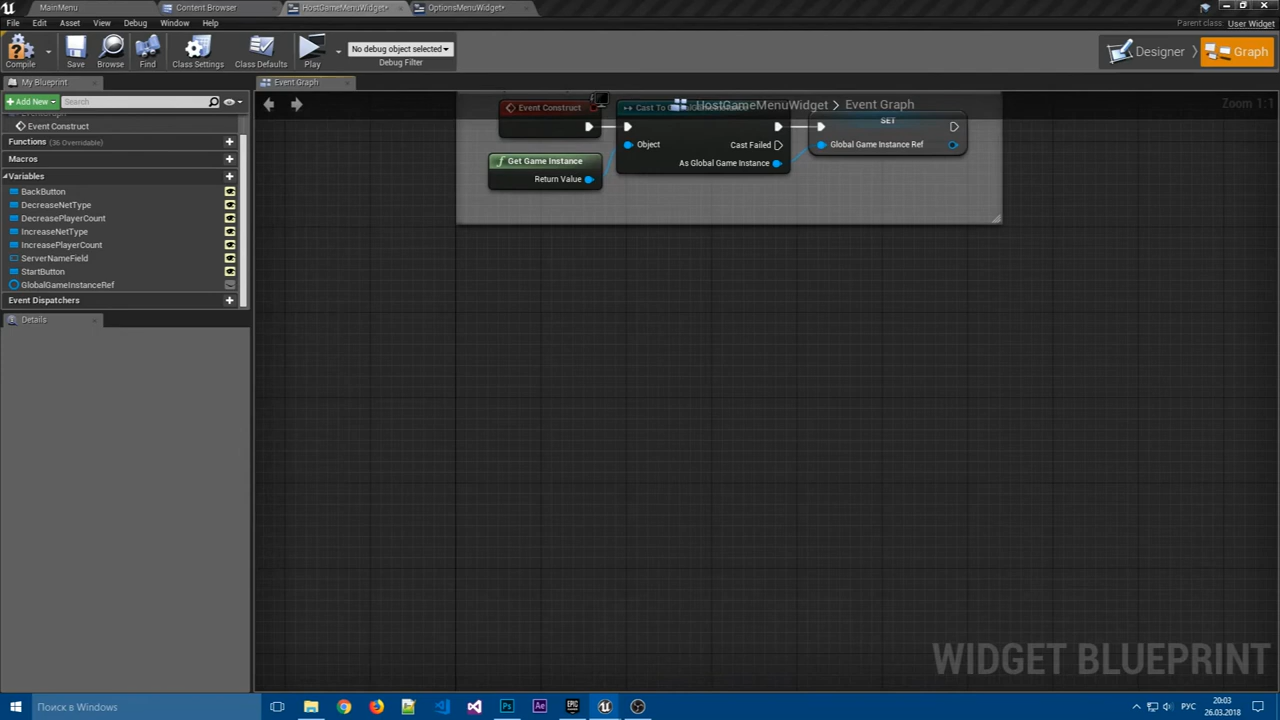 MainMenu
Content Browser
HostGameMenuWidget*
OptionsMenuWidget*
File Edit Asset View Debug Window Help
Parent class: User Widget
Compile
Save
Browse
Find
Class Settings
Class Defaults
Play
No debug object selected
Debug Filter
Designer
Graph
My Blueprint
Event Graph
Add New Search
Event Construct
Functions (36 Overridable)
Macros
Variables
BackButton
DecreaseNetType
DecreasePlayerCount
IncreaseNetType
IncreasePlayerCount
ServerNameField
StartButton
GlobalGameInstanceRef
Event Dispatchers
Details
HostGameMenuWidget > Event Graph
Zoom 1:1
Event Construct
Cast To
SET
Object
Cast Failed
As Global Game Instance
Global Game Instance Ref
Get Game Instance
Return Value
WIDGET BLUEPRINT
Поиск в Windows
РУС
20:03
26.03.2018